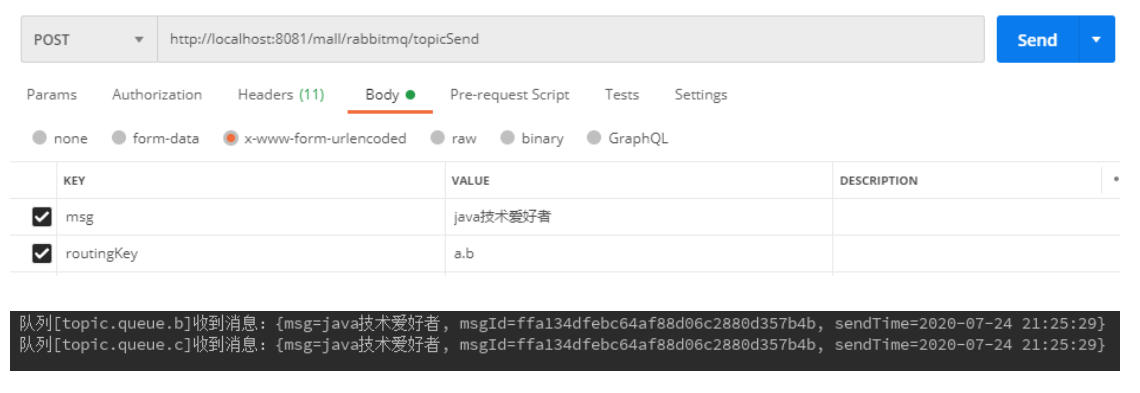 POST http://localhost:8081/mall/rabbitmq/topicSend Send
Params Authorization Headers (11) Body Pre-request Script Tests Settings
none form-data x-www-form-urlencoded raw binary GraphQL
KEY VALUE DESCRIPTION
msg java技术爱好者
routingKey a.b
队列[topic.queue.b]收到消息：{msg=java技术爱好者, msgId=ffa134dfebc64af88d06c2880d357b4b, sendTime=2020-07-24 21:25:29}
队列[topic.queue.c]收到消息：{msg=java技术爱好者, msgId=ffa134dfebc64af88d06c2880d357b4b, sendTime=2020-07-24 21:25:29}